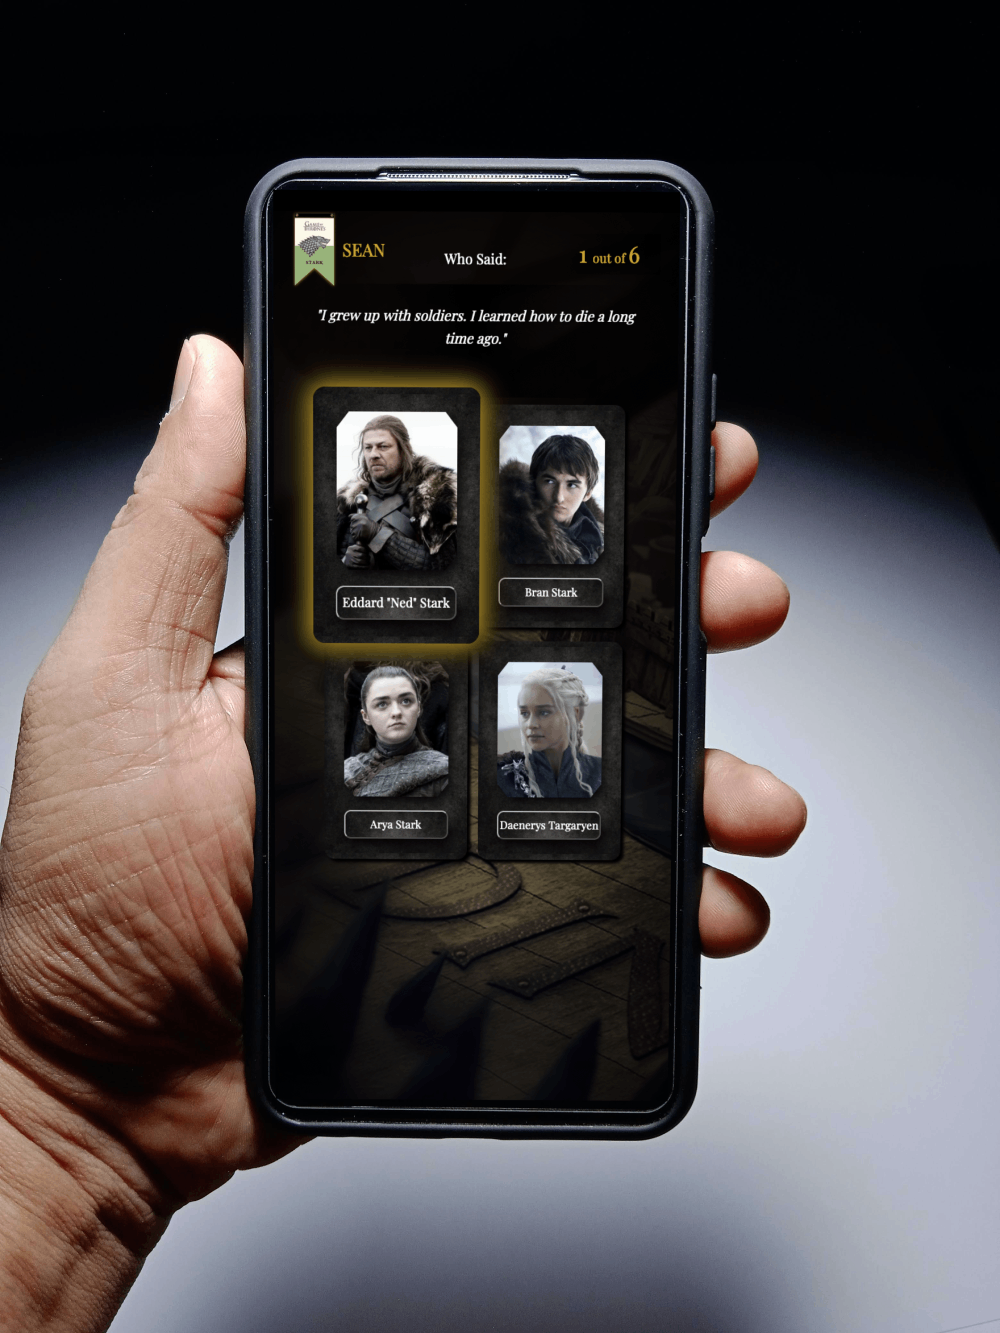 GAME OF
THRONES
STARK
SEAN
Who Said:
1 out of 6
"I grew up with soldiers. I learned how to die a long
time ago."
Eddard "Ned" Stark
Bran Stark
Arya Stark
Daenerys Targaryen